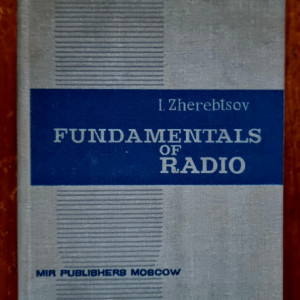 I. Zherebtsov
FUNDAMENTALS
OF
RADIO
MIR PUBLISHERS MOSCOW